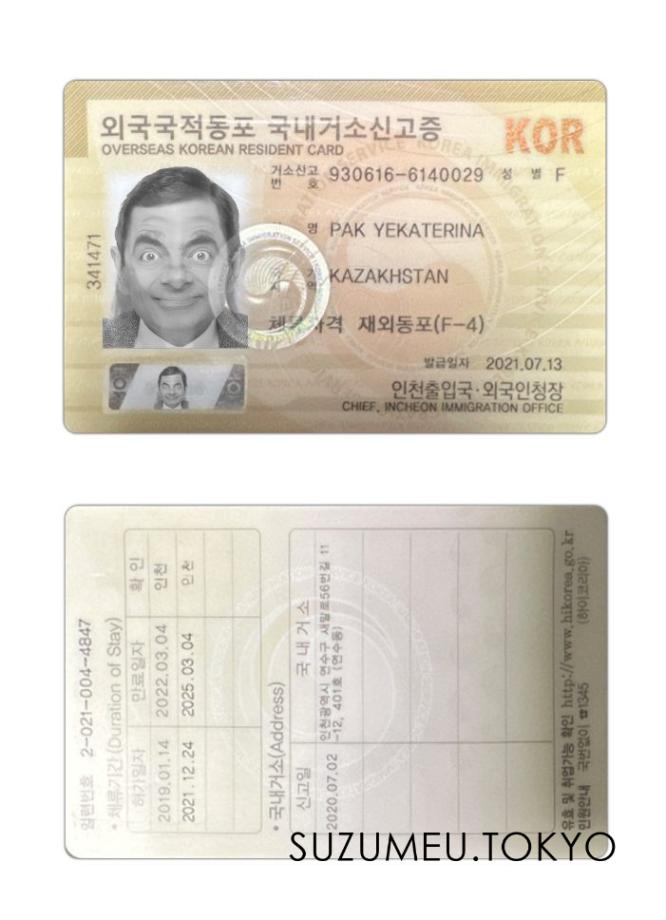 외국국적동포 국내거소신고증
OVERSEAS KOREAN RESIDENT CARD
KOR
거소신고
번 호
930616-6140029
성 별 F
명 PAK YEKATERINA
KAZAKHSTAN
체류자격 재외동포(F-4)
341471
발급일자 2021.07.13
인천출입국·외국인청장
CHIEF, INCHEON IMMIGRATION OFFICE
일련번호 2-021-004-4847
• 체류기간(Duration of Stay)
허가일자 만료일자 확 인
2019.01.14 2022.03.04 인천
2021.12.24 2025.03.04 인천
• 국내거소(Address)
신고일 국 내 거 소
2020.07.02 인천광역시 연수구 새말로56번길 11
-12, 401호 (연수동)
유효 및 취업가능 확인 http://www.hikorea.go.kr
민원안내 국번없이 ☎1345 (하이코리아)
SUZUMEU.TOKYO